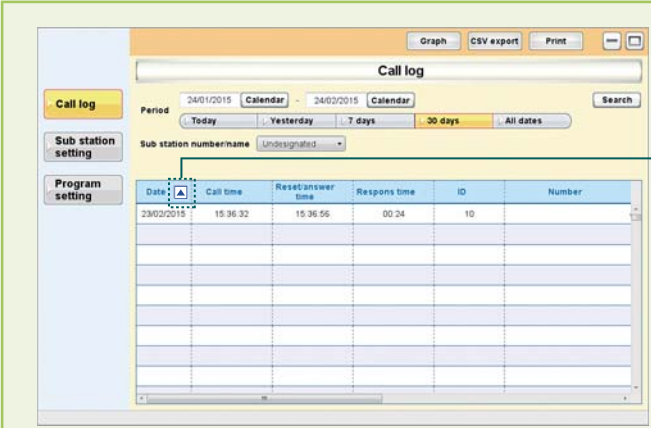 Graph CSV export Print
Call log
Call log
Period 24/01/2015 Calendar - 24/02/2015 Calendar Search
Today Yesterday 7 days 30 days All dates
Sub station setting
Sub station number/name Undesignated
Program setting
Date Call time Reset/answer time Respons time ID Number
23/02/2015 15:36:32 15:36:56 00:24 10